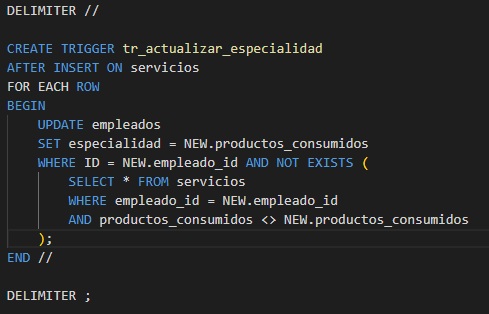 DELIMITER //
CREATE TRIGGER tr_actualizar_especialidad
AFTER INSERT ON servicios
FOR EACH ROW
BEGIN
UPDATE empleados
SET especialidad = NEW.productos_consumidos
WHERE ID = NEW.empleado_id AND NOT EXISTS (
SELECT * FROM servicios
WHERE empleado_id = NEW.empleado_id
AND productos_consumidos <> NEW.productos_consumidos
);
END //
DELIMITER ;